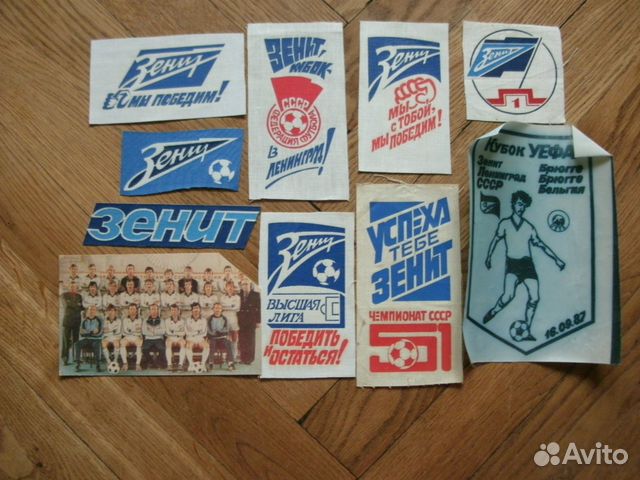 Зенит
МЫ ПОБЕДИМ!
ЗЕНИТ,
КУБОК
СССР
ФЕДЕРАЦИЯ ФУТБОЛА
В
ЛЕНИНГРАД!
Зенит
МЫ
С ТОБОЙ,
МЫ ПОБЕДИМ!
Зенит
1
Зенит
ЗЕНИТ
Зенит
ВЫСШАЯ
ЛИГА
ПОБЕДИТЬ
И ОСТАТЬСЯ!
УСПЕХА
ТЕБЕ
ЗЕНИТ
ЧЕМПИОНАТ СССР
51
КУБОК УЕФА
Зенит Брюгге
Ленинград Брюгге
СССР Бельгия
16.09.87
Avito